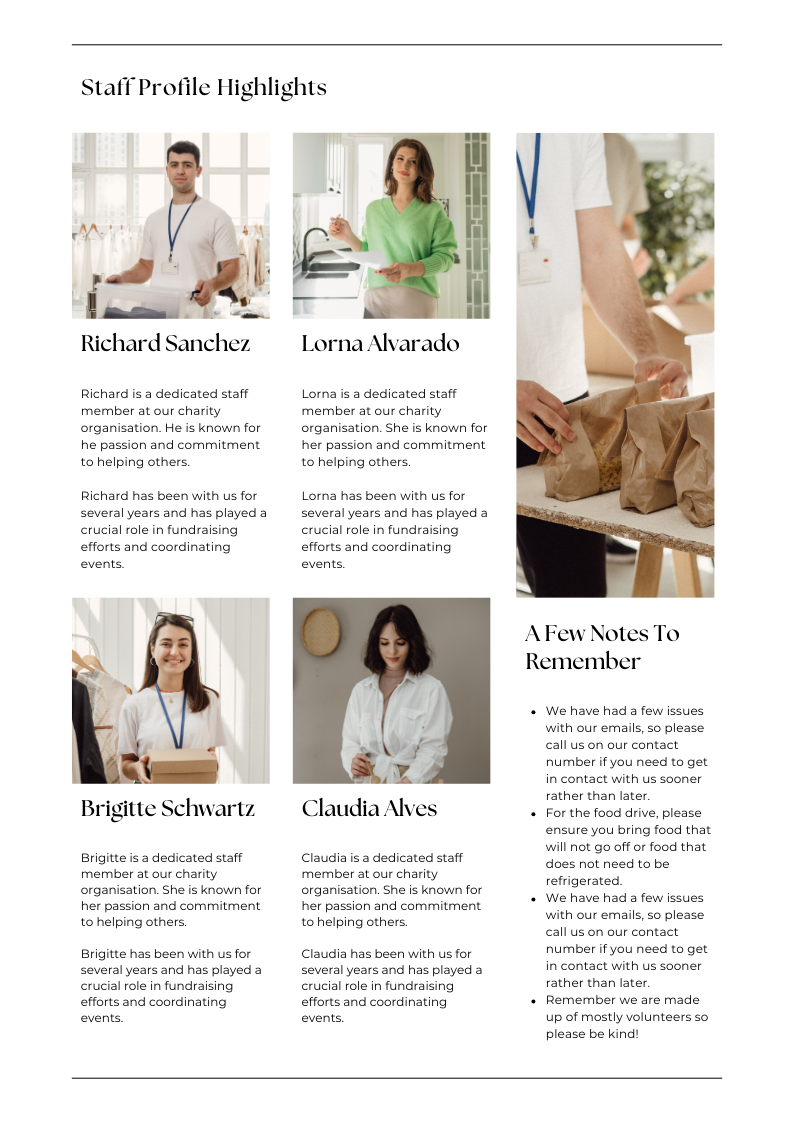 Staff Profile Highlights
Richard Sanchez
Richard is a dedicated staff
member at our charity
organisation. He is known for
he passion and commitment
to helping others.
Richard has been with us for
several years and has played a
crucial role in fundraising
efforts and coordinating
events.
Lorna Alvarado
Lorna is a dedicated staff
member at our charity
organisation. She is known for
her passion and commitment
to helping others.
Lorna has been with us for
several years and has played a
crucial role in fundraising
efforts and coordinating
events.
Brigitte Schwartz
Brigitte is a dedicated staff
member at our charity
organisation. She is known for
her passion and commitment
to helping others.
Brigitte has been with us for
several years and has played a
crucial role in fundraising
efforts and coordinating
events.
Claudia Alves
Claudia is a dedicated staff
member at our charity
organisation. She is known for
her passion and commitment
to helping others.
Claudia has been with us for
several years and has played a
crucial role in fundraising
efforts and coordinating
events.
A Few Notes To
Remember
• We have had a few issues
with our emails, so please
call us on our contact
number if you need to get
in contact with us sooner
rather than later.
• For the food drive, please
ensure you bring food that
will not go off or food that
does not need to be
refrigerated.
• We have had a few issues
with our emails, so please
call us on our contact
number if you need to get
in contact with us sooner
rather than later.
• Remember we are made
up of mostly volunteers so
please be kind!